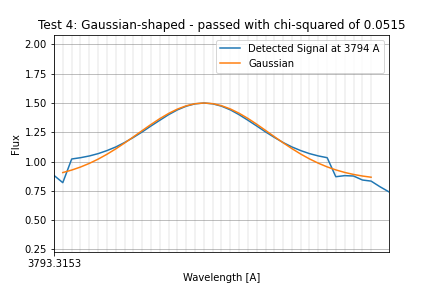 Test 4: Gaussian-shaped - passed with chi-squared of 0.0515
Detected Signal at 3794 A
Gaussian
2.00
1.75
1.50
1.25
1.00
0.75
0.50
0.25
Flux
3793.3153
Wavelength [A]